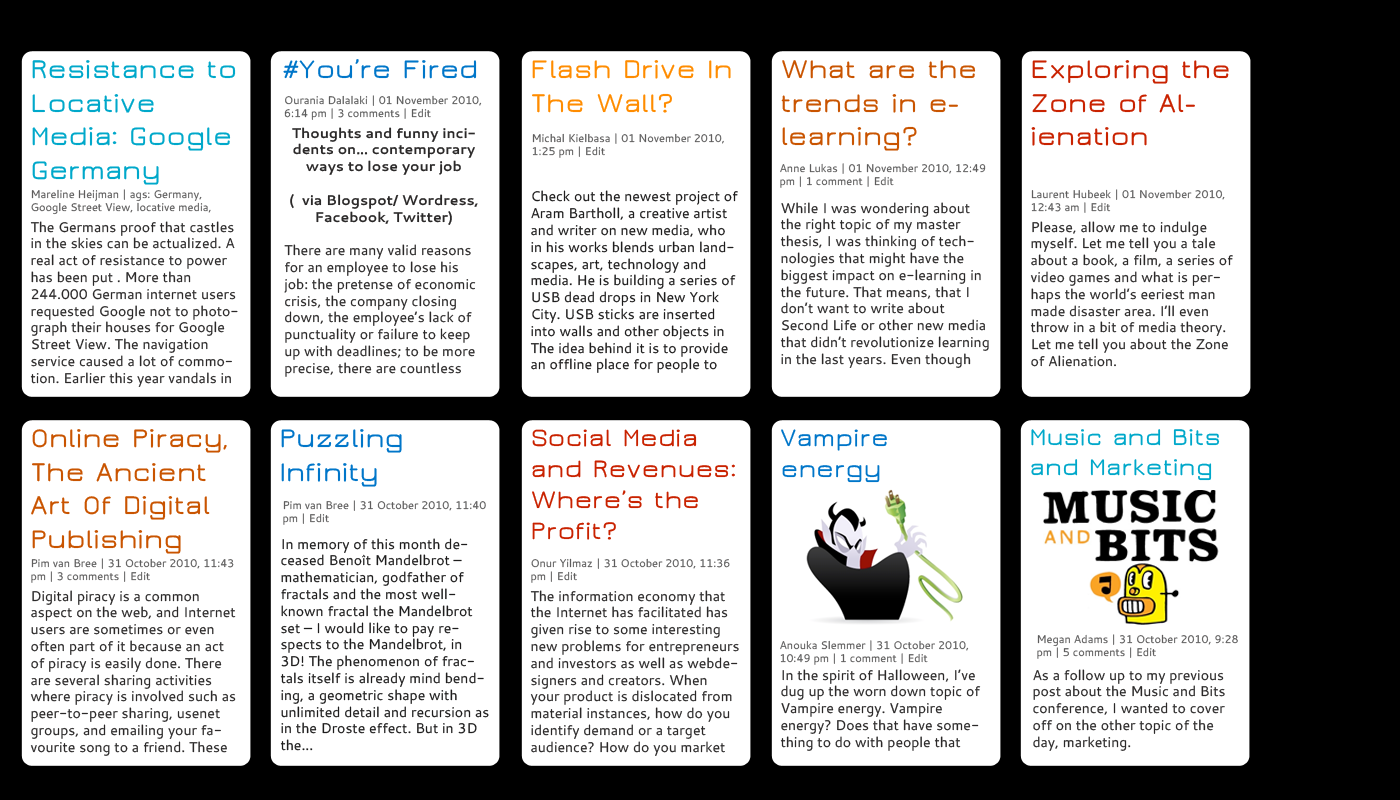 Resistance to
Locative
Media: Google
Germany
Mareline Heijman | ags: Germany,
Google Street View, locative media,
The Germans proof that castles
in the skies can be actualized. A
real act of resistance to power
has been put . More than
244.000 German internet users
requested Google not to photo-
graph their houses for Google
Street View. The navigation
service caused a lot of commo-
tion. Earlier this year vandals in
#You're Fired
Ourania Dalalaki | 01 November 2010,
6:14 pm | 3 comments | Edit
Thoughts and funny inci-
dents on... contemporary
ways to lose your job
( via Blogspot/ Wordress,
Facebook, Twitter)
There are many valid reasons
for an employee to lose his
job: the pretense of economic
crisis, the company closing
down, the employee's lack of
punctuality or failure to keep
up with deadlines; to be more
precise, there are countless
Flash Drive In
The Wall?
Michal Kielbasa | 01 November 2010,
1:25 pm | Edit
Check out the newest project of
Aram Bartholl, a creative artist
and writer on new media, who
in his works blends urban land-
scapes, art, technology and
media. He is building a series of
USB dead drops in New York
City. USB sticks are inserted
into walls and other objects in
The idea behind it is to provide
an offline place for people to
What are the
trends in e-
learning?
Anne Lukas | 01 November 2010, 12:49
pm | 1 comment | Edit
While I was wondering about
the right topic of my master
thesis, I was thinking of tech-
nologies that might have the
biggest impact on e-learning in
the future. That means, that I
don't want to write about
Second Life or other new media
that didn't revolutionize learning
in the last years. Even though
Exploring the
Zone of Al-
ienation
Laurent Hubeek | 01 November 2010,
12:43 am | Edit
Please, allow me to indulge
myself. Let me tell you a tale
about a book, a film, a series of
video games and what is per-
haps the world's eeriest man
made disaster area. I'll even
throw in a bit of media theory.
Let me tell you about the Zone
of Alienation.
Online Piracy,
The Ancient
Art Of Digital
Publishing
Pim van Bree | 31 October 2010, 11:43
pm | 3 comments | Edit
Digital piracy is a common
aspect on the web, and Internet
users are sometimes or even
often part of it because an act
of piracy is easily done. There
are several sharing activities
where piracy is involved such as
peer-to-peer sharing, usenet
groups, and emailing your fa-
vourite song to a friend. These
Puzzling
Infinity
Pim van Bree | 31 October 2010, 11:40
pm | Edit
In memory of this month de-
ceased Benoît Mandelbrot –
mathematician, godfather of
fractals and the most well-
known fractal the Mandelbrot
set – I would like to pay re-
spects to the Mandelbrot, in
3D! The phenomenon of frac-
tals itself is already mind bend-
ing, a geometric shape with
unlimited detail and recursion as
in the Droste effect. But in 3D
the...
Social Media
and Revenues:
Where's the
Profit?
Onur Yilmaz | 31 October 2010, 11:36
pm | Edit
The information economy that
the Internet has facilitated has
given rise to some interesting
new problems for entrepreneurs
and investors as well as webde-
signers and creators. When
your product is dislocated from
material instances, how do you
identify demand or a target
audience? How do you market
Vampire
energy
Anouka Slemmer | 31 October 2010,
10:49 pm | 1 comment | Edit
In the spirit of Halloween, I've
dug up the worn down topic of
Vampire energy. Vampire
energy? Does that have some-
thing to do with people that
Music and Bits
and Marketing
MUSIC
AND BITS
Megan Adams | 31 October 2010, 9:28
pm | 5 comments | Edit
As a follow up to my previous
post about the Music and Bits
conference, I wanted to cover
off on the other topic of the
day, marketing.